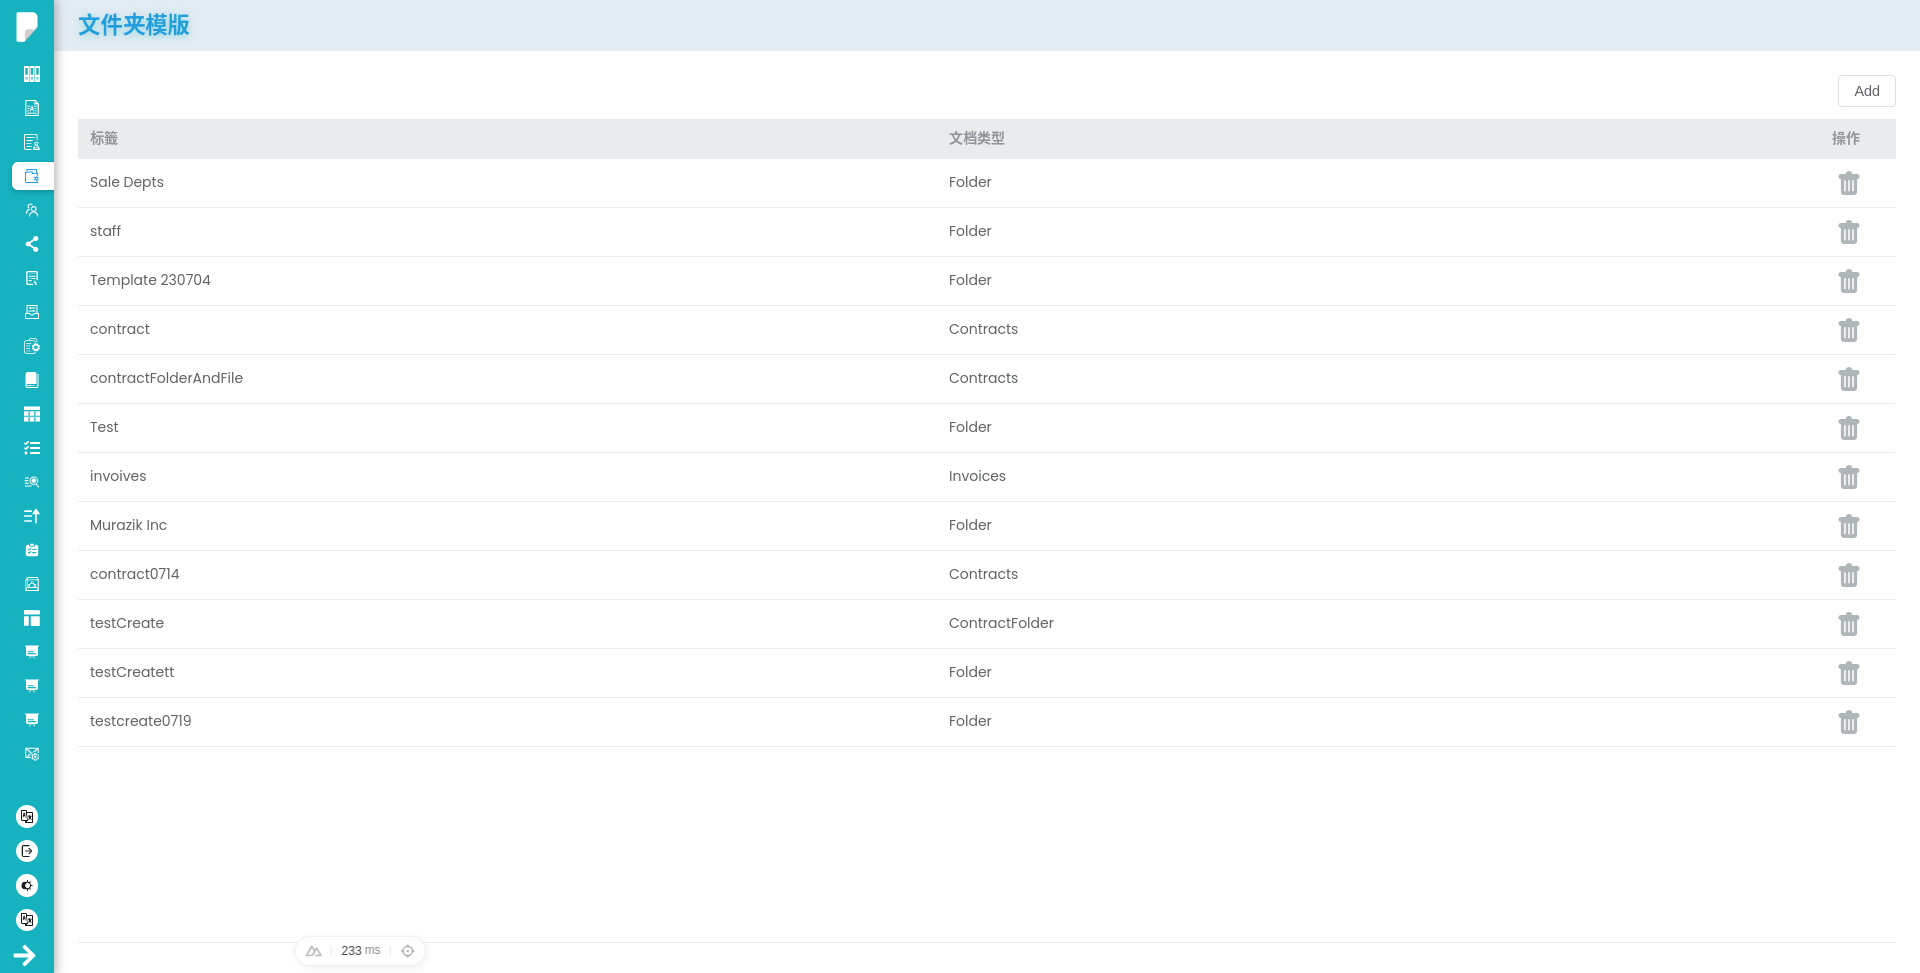 文件夹模版
Add
标籤 文档类型 操作
Sale Depts Folder
staff Folder
Template 230704 Folder
contract Contracts
contractFolderAndFile Contracts
Test Folder
invoives Invoices
Murazik Inc Folder
contract0714 Contracts
testCreate ContractFolder
testCreatett Folder
testcreate0719 Folder
233 ms